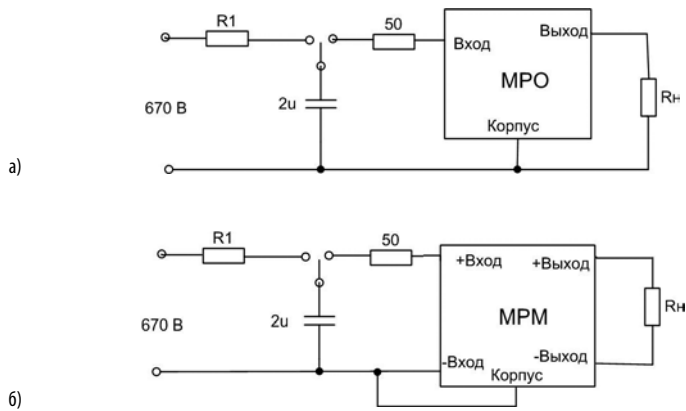 R1
50
Вход
Выход
МРО
670 В
2u
Rн
Корпус
а)
R1
50
+Вход
+Выход
670 В
2u
МРМ
Rн
-Вход
-Выход
Корпус
б)